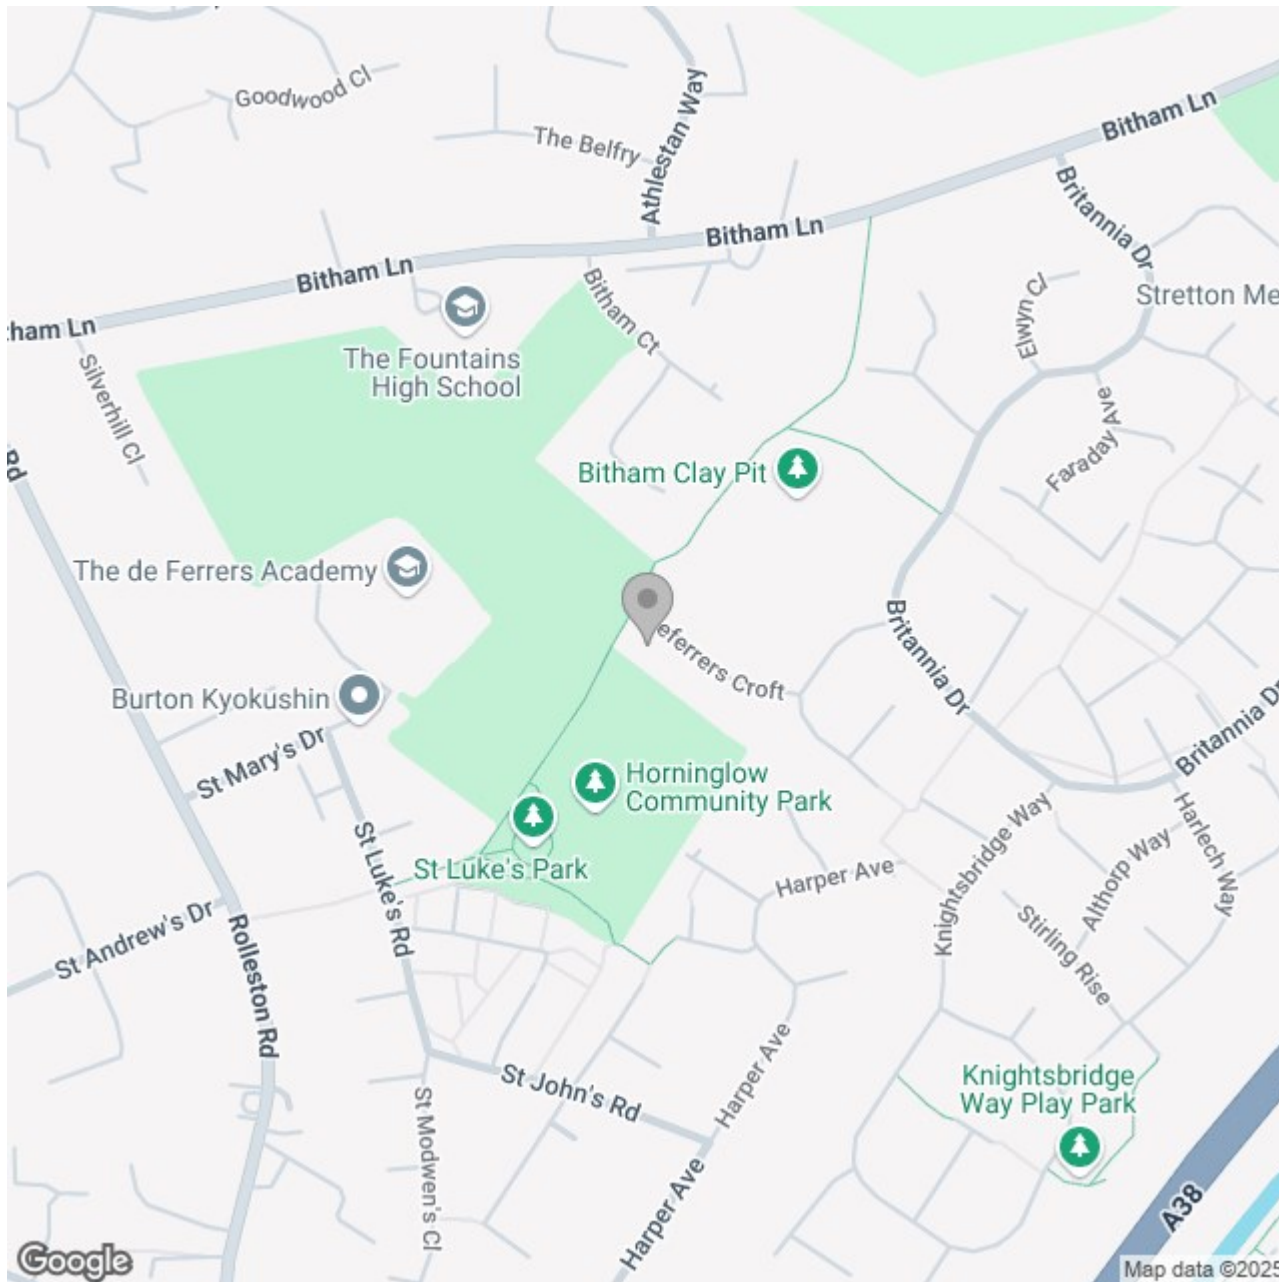 Goodwood Cl
The Belfry
Athlestan Way
Bitham Ln
Bitham Ln
Britannia Dr
Bitham Ln
Bitham Ct
Elwyn Cl
Stretton Me
tham Ln
The Fountains
High School
Silverhill Cl
Faraday Ave
Rd
Bitham Clay Pit
The de Ferrers Academy
eferrers Croft
Britannia Dr
Burton Kyokushin
St Mary's Dr
Britannia Dr
Horninglow
Community Park
Knightsbridge Way
Harlech Way
Althorp Way
St Luke's Park
St Luke's Rd
Harper Ave
Stirling Rise
St Andrew's Dr
Rolleston Rd
Harper Ave
St John's Rd
Knightsbridge
Way Play Park
St Modwen's Cl
Harper Ave
A38
Google
Map data ©2025